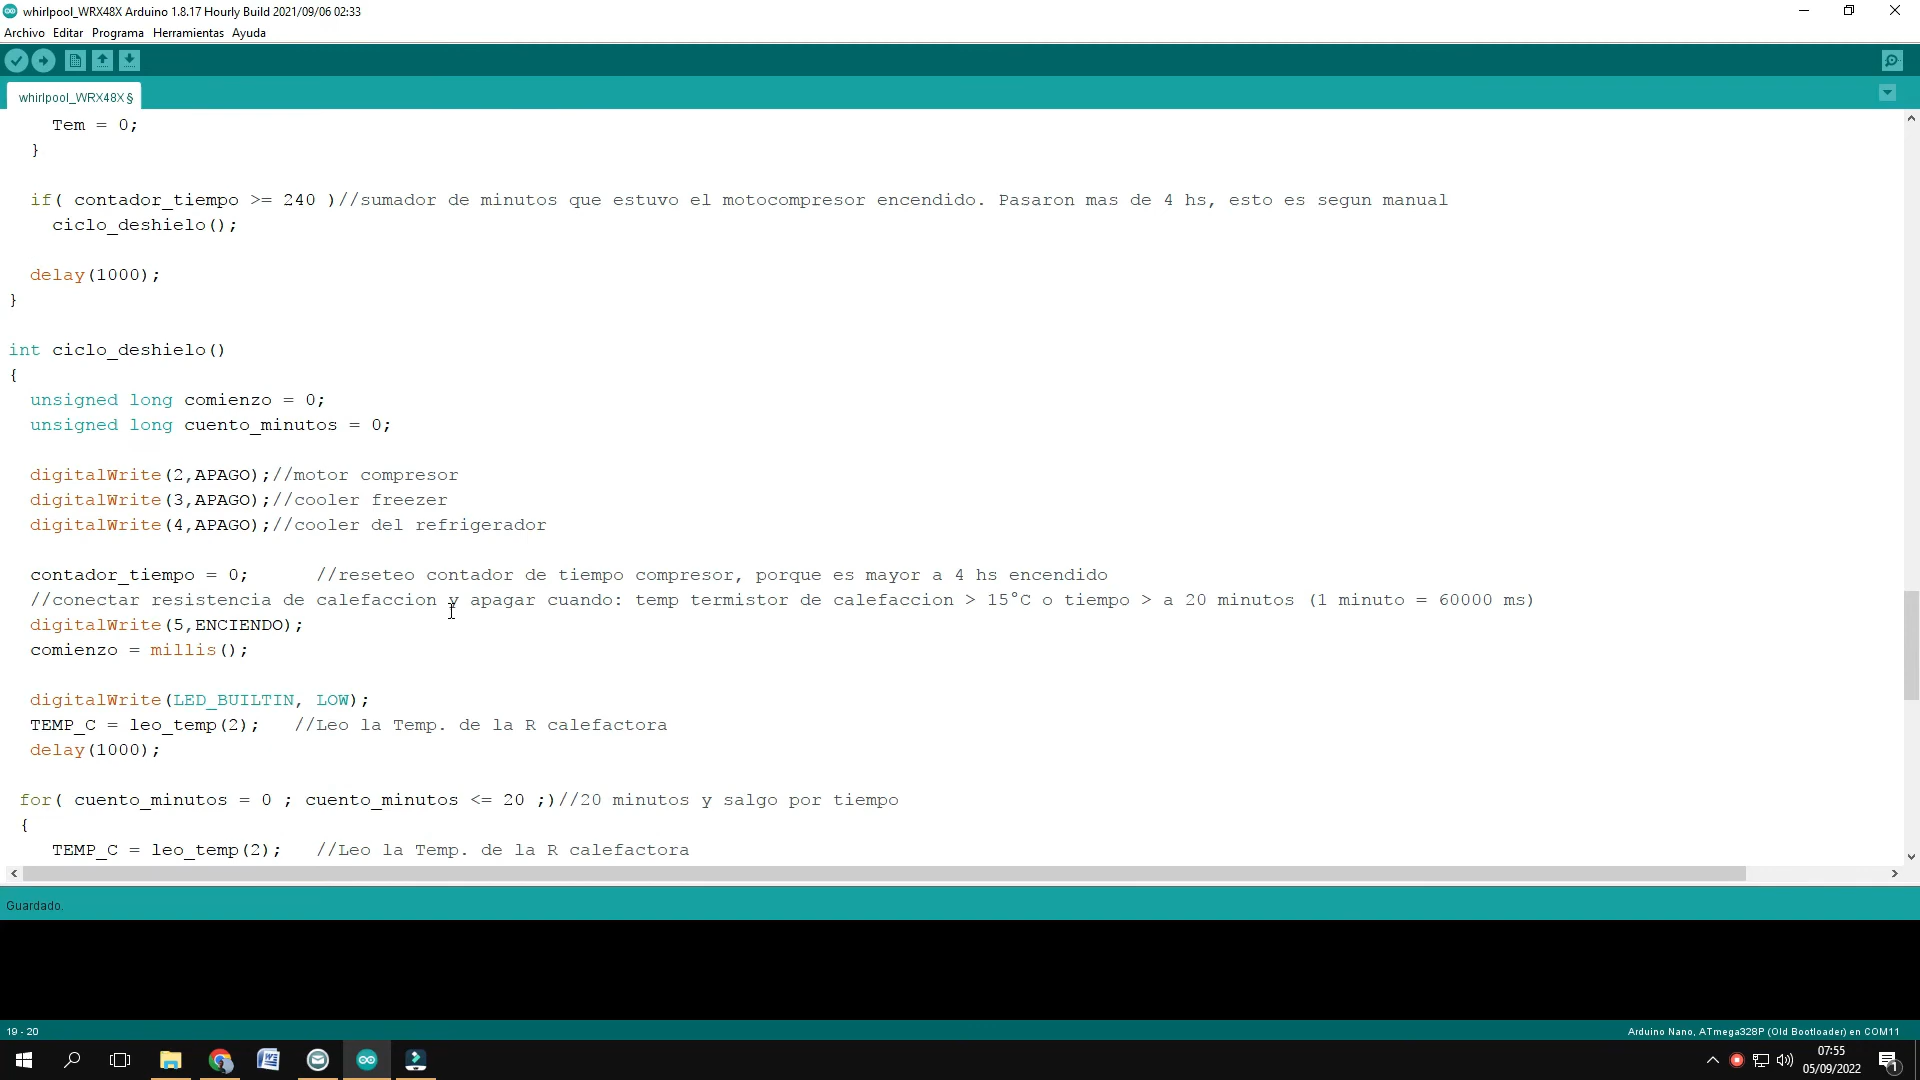 whirlpool_WRX48X Arduino 1.8.17 Hourly Build 2021/09/06 02:33
Archivo Editar Programa Herramientas Ayuda
whirlpool_WRX48X §
Tem = 0;
}
if( contador_tiempo >= 240 )//sumador de minutos que estuvo el motocompresor encendido. Pasaron mas de 4 hs, esto es segun manual
ciclo_deshielo();
delay(1000);
}
int ciclo_deshielo()
{
unsigned long comienzo = 0;
unsigned long cuento_minutos = 0;
digitalWrite(2,APAGO);//motor compresor
digitalWrite(3,APAGO);//cooler freezer
digitalWrite(4,APAGO);//cooler del refrigerador
contador_tiempo = 0; //reseteo contador de tiempo compresor, porque es mayor a 4 hs encendido
//conectar resistencia de calefaccion y apagar cuando: temp termistor de calefaccion > 15°C o tiempo > a 20 minutos (1 minuto = 60000 ms)
digitalWrite(5,ENCIENDO);
comienzo = millis();
digitalWrite(LED_BUILTIN, LOW);
TEMP_C = leo_temp(2); //Leo la Temp. de la R calefactora
delay(1000);
for( cuento_minutos = 0 ; cuento_minutos <= 20 ;)//20 minutos y salgo por tiempo
{
TEMP_C = leo_temp(2); //Leo la Temp. de la R calefactora
Guardado.
19 - 20
Arduino Nano, ATmega328P (Old Bootloader) en COM11
07:55
05/09/2022
1